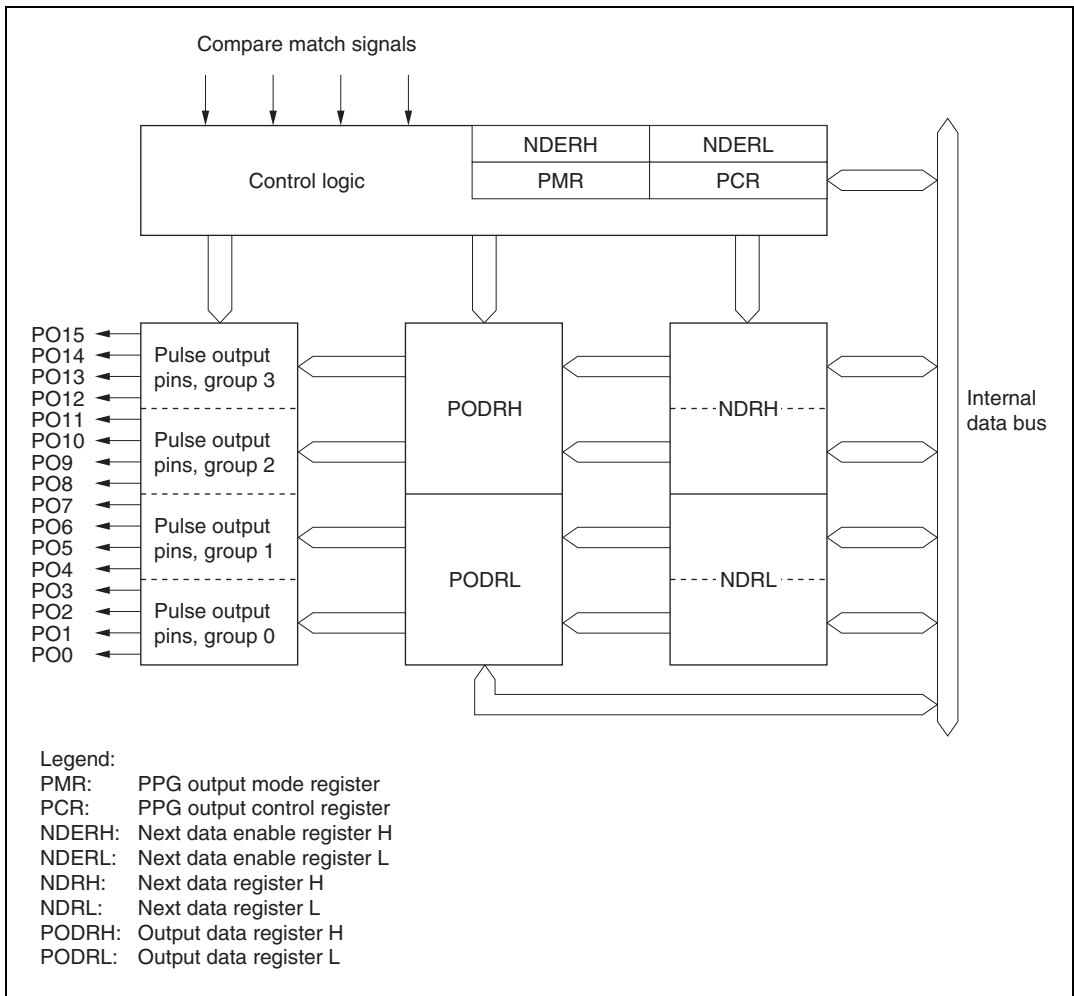 Compare match signals
Control logic
NDERH
NDERL
PMR
PCR
PO15
PO14
PO13
PO12
PO11
PO10
PO9
PO8
PO7
PO6
PO5
PO4
PO3
PO2
PO1
PO0
Pulse output
pins, group 3
Pulse output
pins, group 2
Pulse output
pins, group 1
Pulse output
pins, group 0
PODRH
PODRL
NDRH
NDRL
Internal
data bus
Legend:
PMR: PPG output mode register
PCR: PPG output control register
NDERH: Next data enable register H
NDERL: Next data enable register L
NDRH: Next data register H
NDRL: Next data register L
PODRH: Output data register H
PODRL: Output data register L